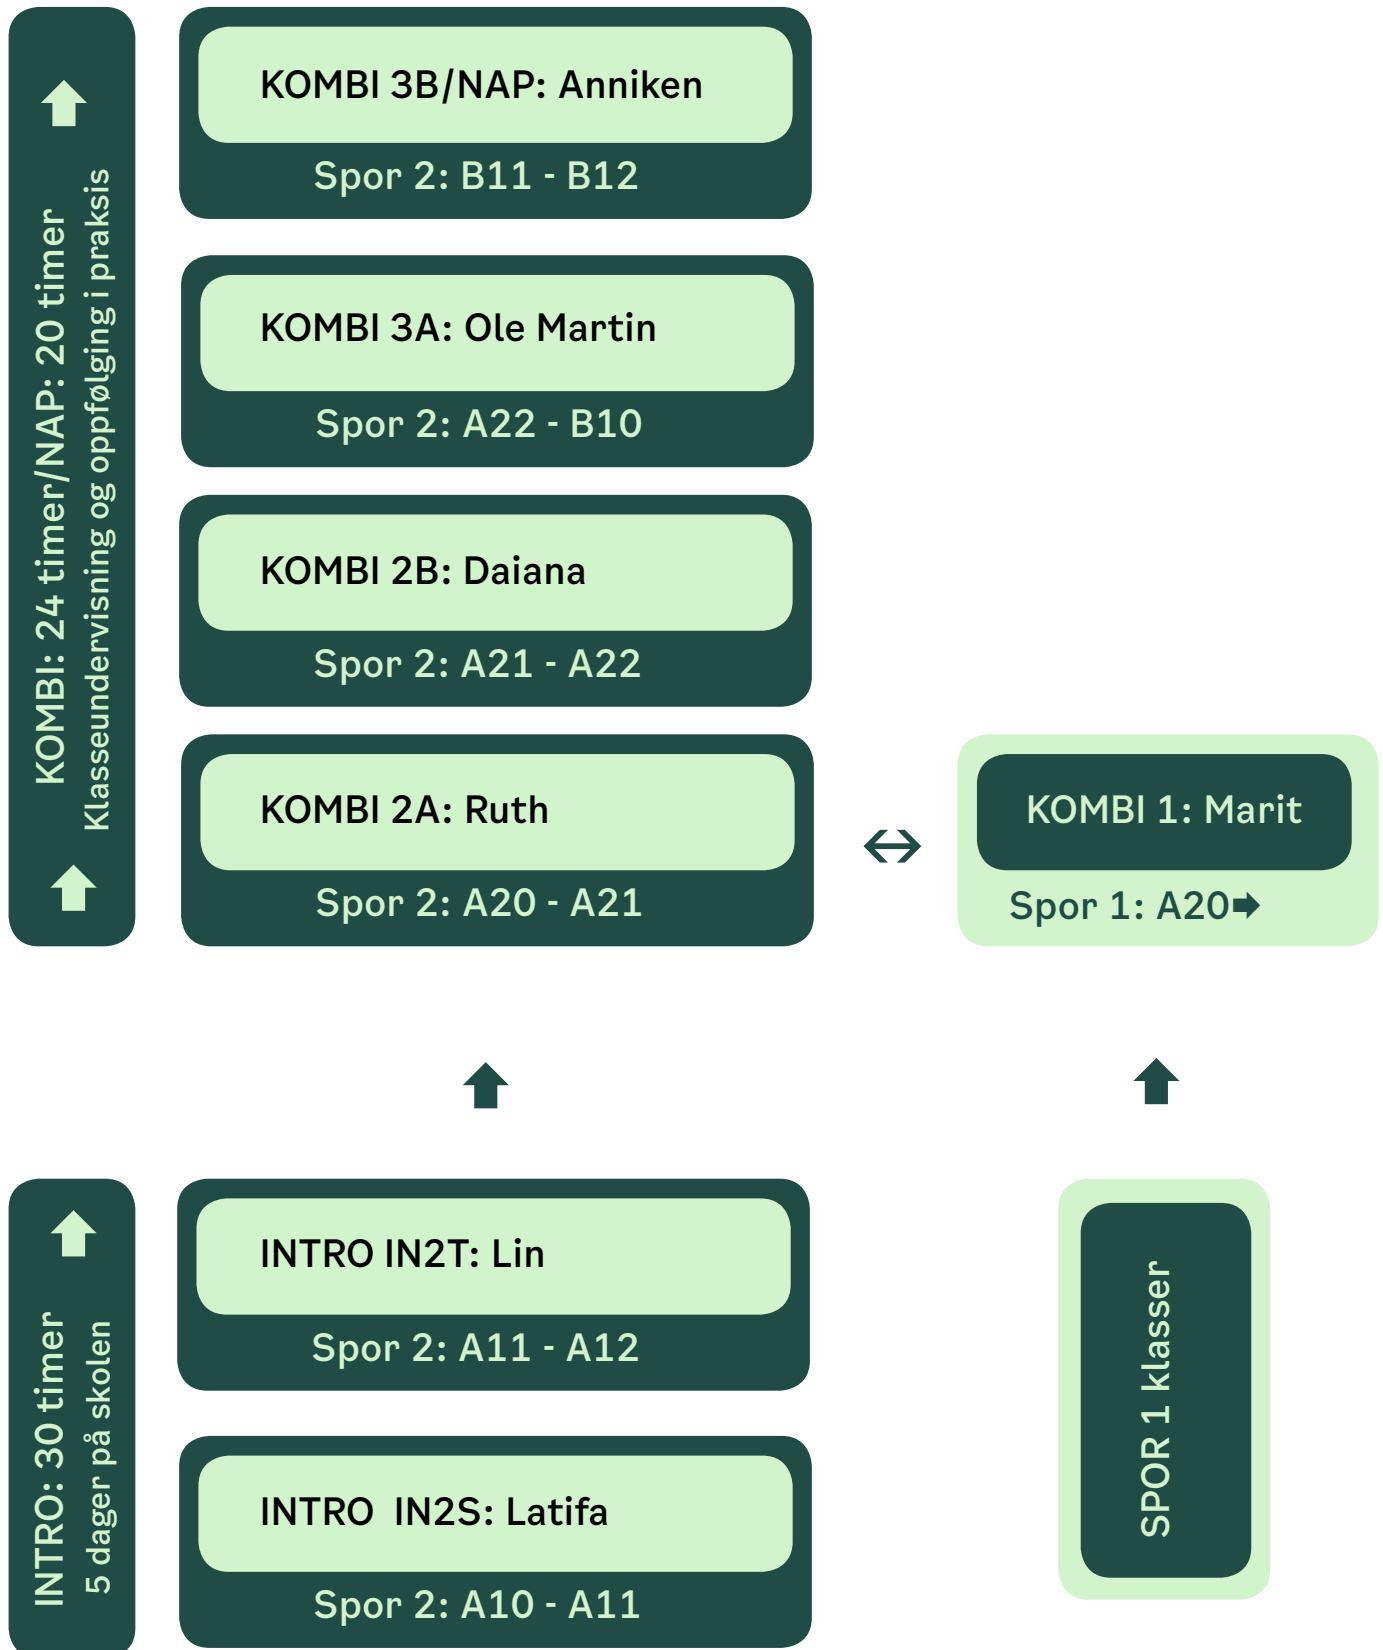 KOMBI: 24 timer/NAP: 20 timer
Klasseundervisning og oppfølging i praksis
KOMBI 3B/NAP: Anniken
Spor 2: B11 - B12
KOMBI 3A: Ole Martin
Spor 2: A22 - B10
KOMBI 2B: Daiana
Spor 2: A21 - A22
KOMBI 2A: Ruth
Spor 2: A20 - A21
KOMBI 1: Marit
Spor 1: A20
INTRO: 30 timer
5 dager på skolen
INTRO IN2T: Lin
Spor 2: A11 - A12
INTRO  IN2S: Latifa
Spor 2: A10 - A11
SPOR 1 klasser